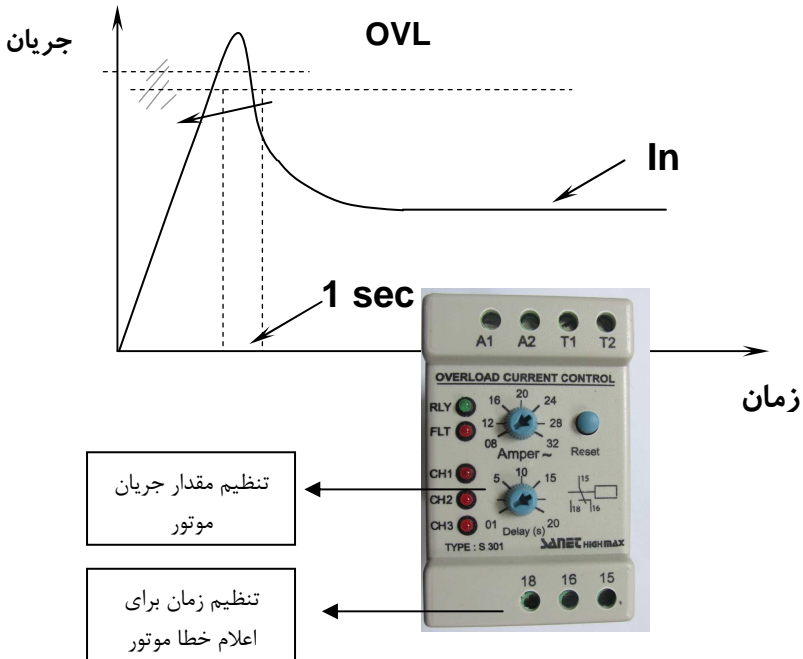 جریان
OVL
In
1 sec
زمان
A1 A2 T1 T2
OVERLOAD CURRENT CONTROL
RLY
FLT
08 12 16 20 24 28 32
Amper ~
Reset
CH1
CH2
CH3
01 5 10 15 20
Delay (s)
15
18 16
TYPE : S 301
SANET HIGH MAX
18 16 15
تنظیم مقدار جریان
موتور
تنظیم زمان برای
اعلام خطا موتور